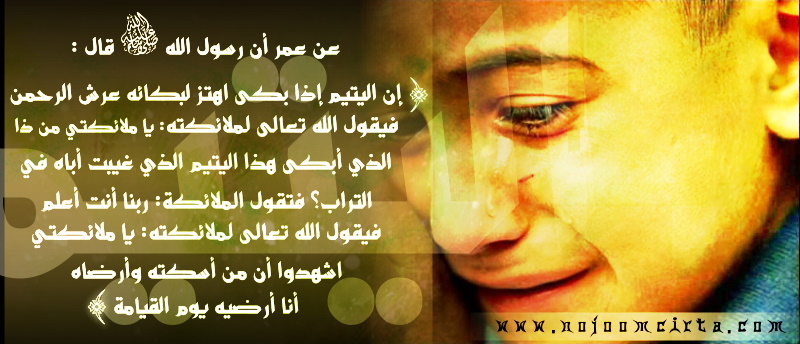 عن عمر أن رسول الله ﷺ قال :
إن اليتيم إذا بكى اهتز لبكائه عرش الرحمن
فيقول الله تعالى لملائكته: يا ملائكتي من ذا
الذي أبكى هذا اليتيم الذي غيبت أباه في
التراب؟ فتقول الملائكة: ربنا أنت أعلم
فيقول الله تعالى لملائكته: يا ملائكتي
اشهدوا أن من أسكته وأرضاه
أنا أرضيه يوم القيامة
www.nojoomcirta.com